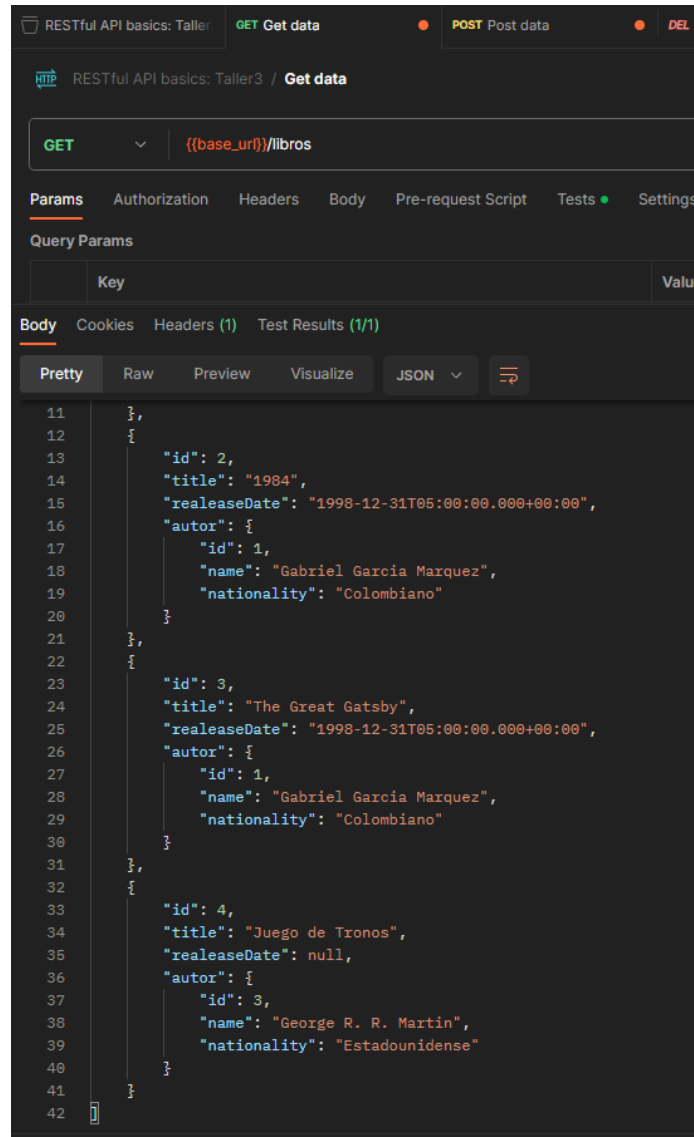 RESTful API basics: Taller GET Get data POST Post data DEL
HTTP RESTful API basics: Taller3 / Get data
GET {{base_url}}/libros
Params Authorization Headers Body Pre-request Script Tests Settings
Query Params
Key Valu
Body Cookies Headers (1) Test Results (1/1)
Pretty Raw Preview Visualize JSON
11 },
12 {
13 "id": 2,
14 "title": "1984",
15 "realeaseDate": "1998-12-31T05:00:00.000+00:00",
16 "autor": {
17 "id": 1,
18 "name": "Gabriel Garcia Marquez",
19 "nationality": "Colombiano"
20 }
21 },
22 {
23 "id": 3,
24 "title": "The Great Gatsby",
25 "realeaseDate": "1998-12-31T05:00:00.000+00:00",
26 "autor": {
27 "id": 1,
28 "name": "Gabriel Garcia Marquez",
29 "nationality": "Colombiano"
30 }
31 },
32 {
33 "id": 4,
34 "title": "Juego de Tronos",
35 "realeaseDate": null,
36 "autor": {
37 "id": 3,
38 "name": "George R. R. Martin",
39 "nationality": "Estadounidense"
40 }
41 }
42 ]